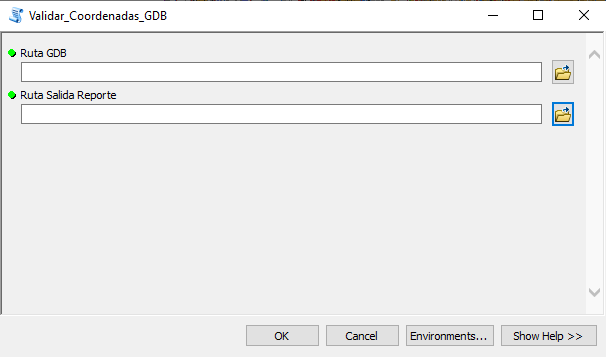 Validar_Coordenadas_GDB
Ruta GDB
Ruta Salida Reporte
OK
Cancel
Environments...
Show Help >>